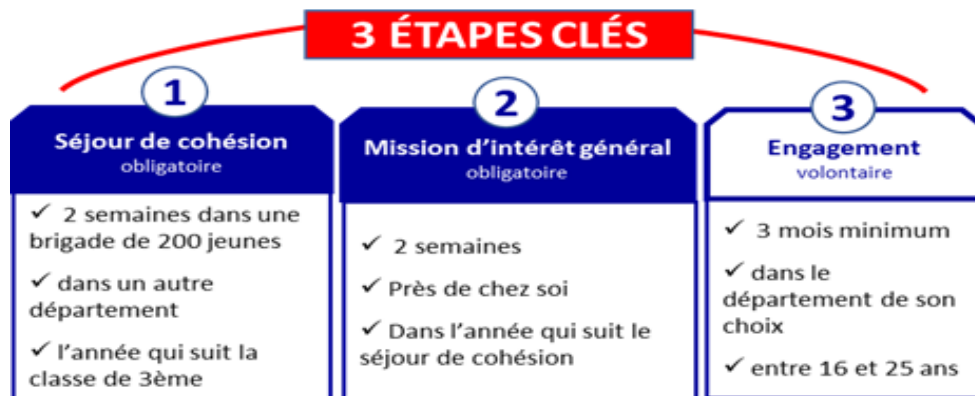 3 ÉTAPES CLÉS
1
Séjour de cohésion
obligatoire
✓ 2 semaines dans une
brigade de 200 jeunes
✓ dans un autre
département
✓ l'année qui suit la
classe de 3ème
2
Mission d'intérêt général
obligatoire
✓ 2 semaines
✓ Près de chez soi
✓ Dans l'année qui suit le
séjour de cohésion
3
Engagement
volontaire
✓ 3 mois minimum
✓ dans le
département de son
choix
✓ entre 16 et 25 ans